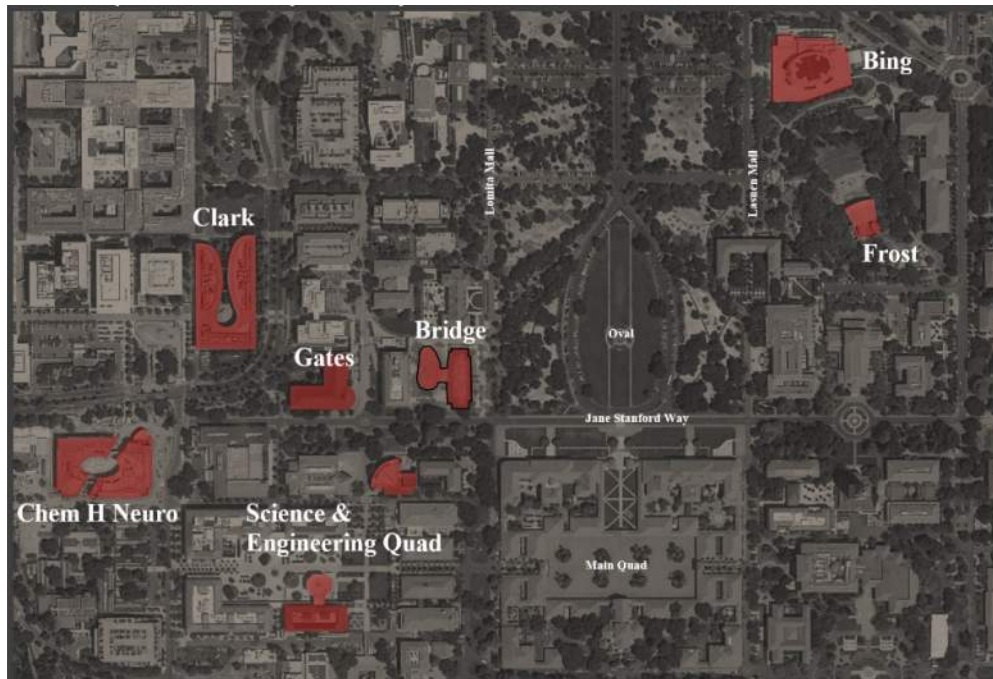 Bing
Lomita Mall
Lasuen Mall
Clark
Frost
Bridge
Oval
Gates
Jane Stanford Way
Chem H Neuro
Science &
Engineering Quad
Main Quad